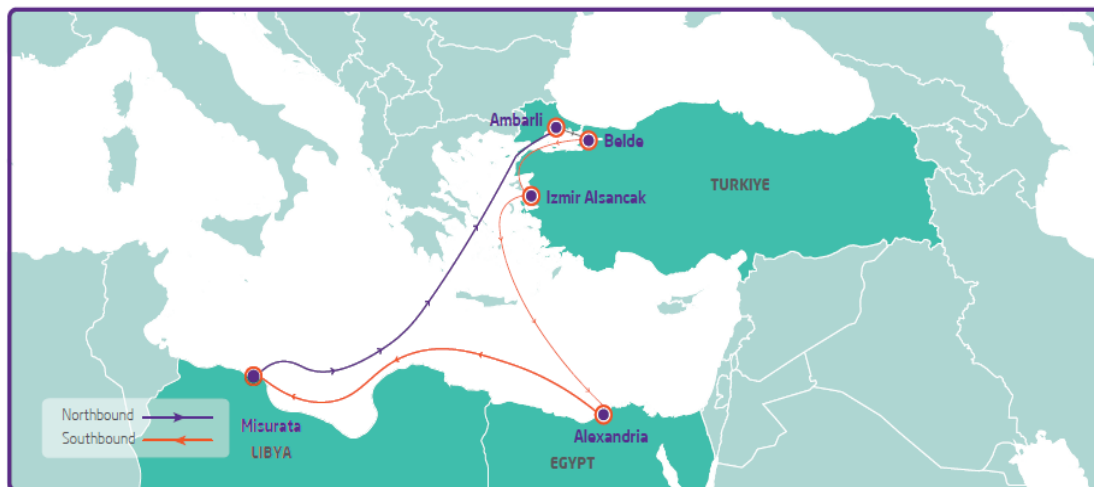 Ambarli
Belde
TURKIYE
Izmir Alsancak
Northbound
Southbound
Misurata
LIBYA
Alexandria
EGYPT